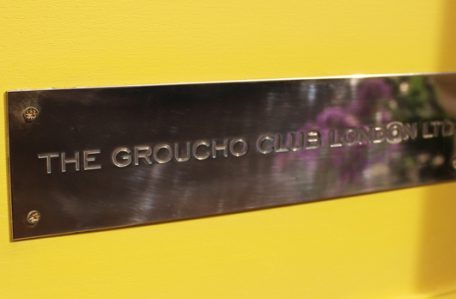 THE GROUCHO CLUB LONDON LTD